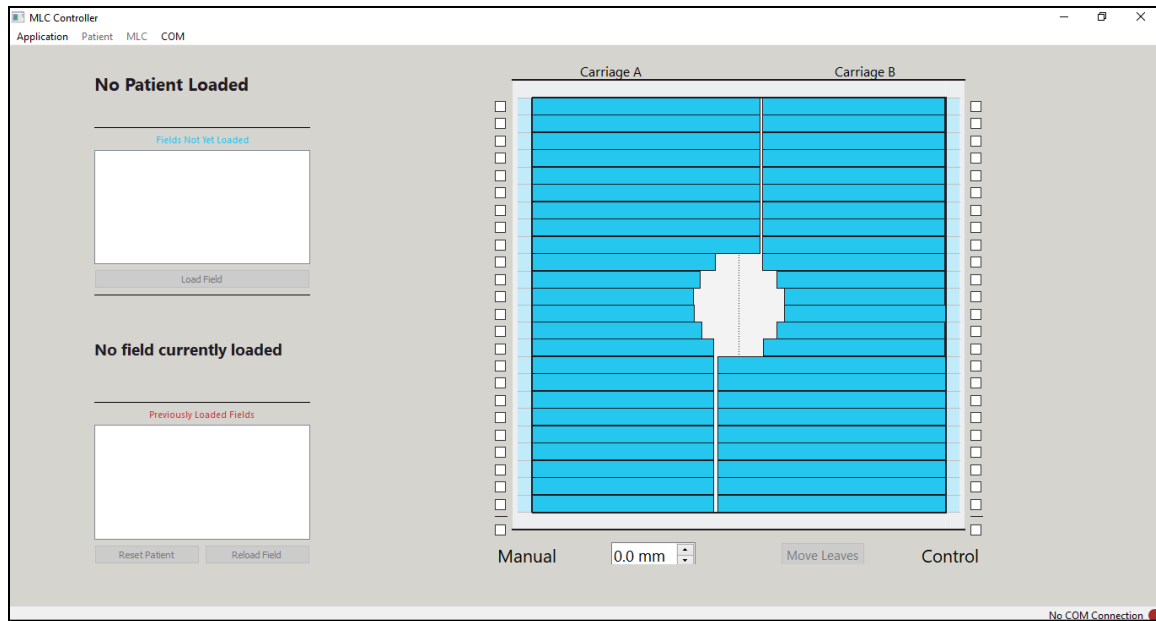 MLC Controller
Application Patient MLC COM
No Patient Loaded
Fields Not Yet Loaded
Load Field
No field currently loaded
Previously Loaded Fields
Reset Patient Reload Field
Carriage A Carriage B
Manual 0.0 mm Move Leaves Control
No COM Connection